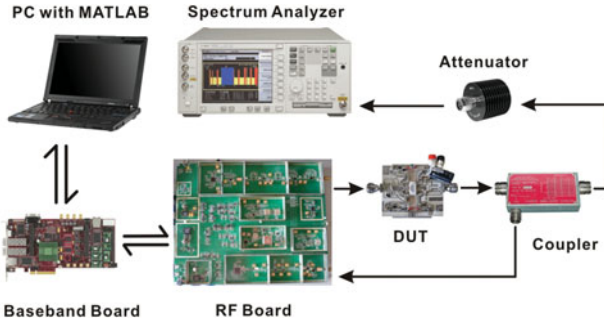 PC with MATLAB
Spectrum Analyzer
Attenuator
DUT
Coupler
Baseband Board
RF Board